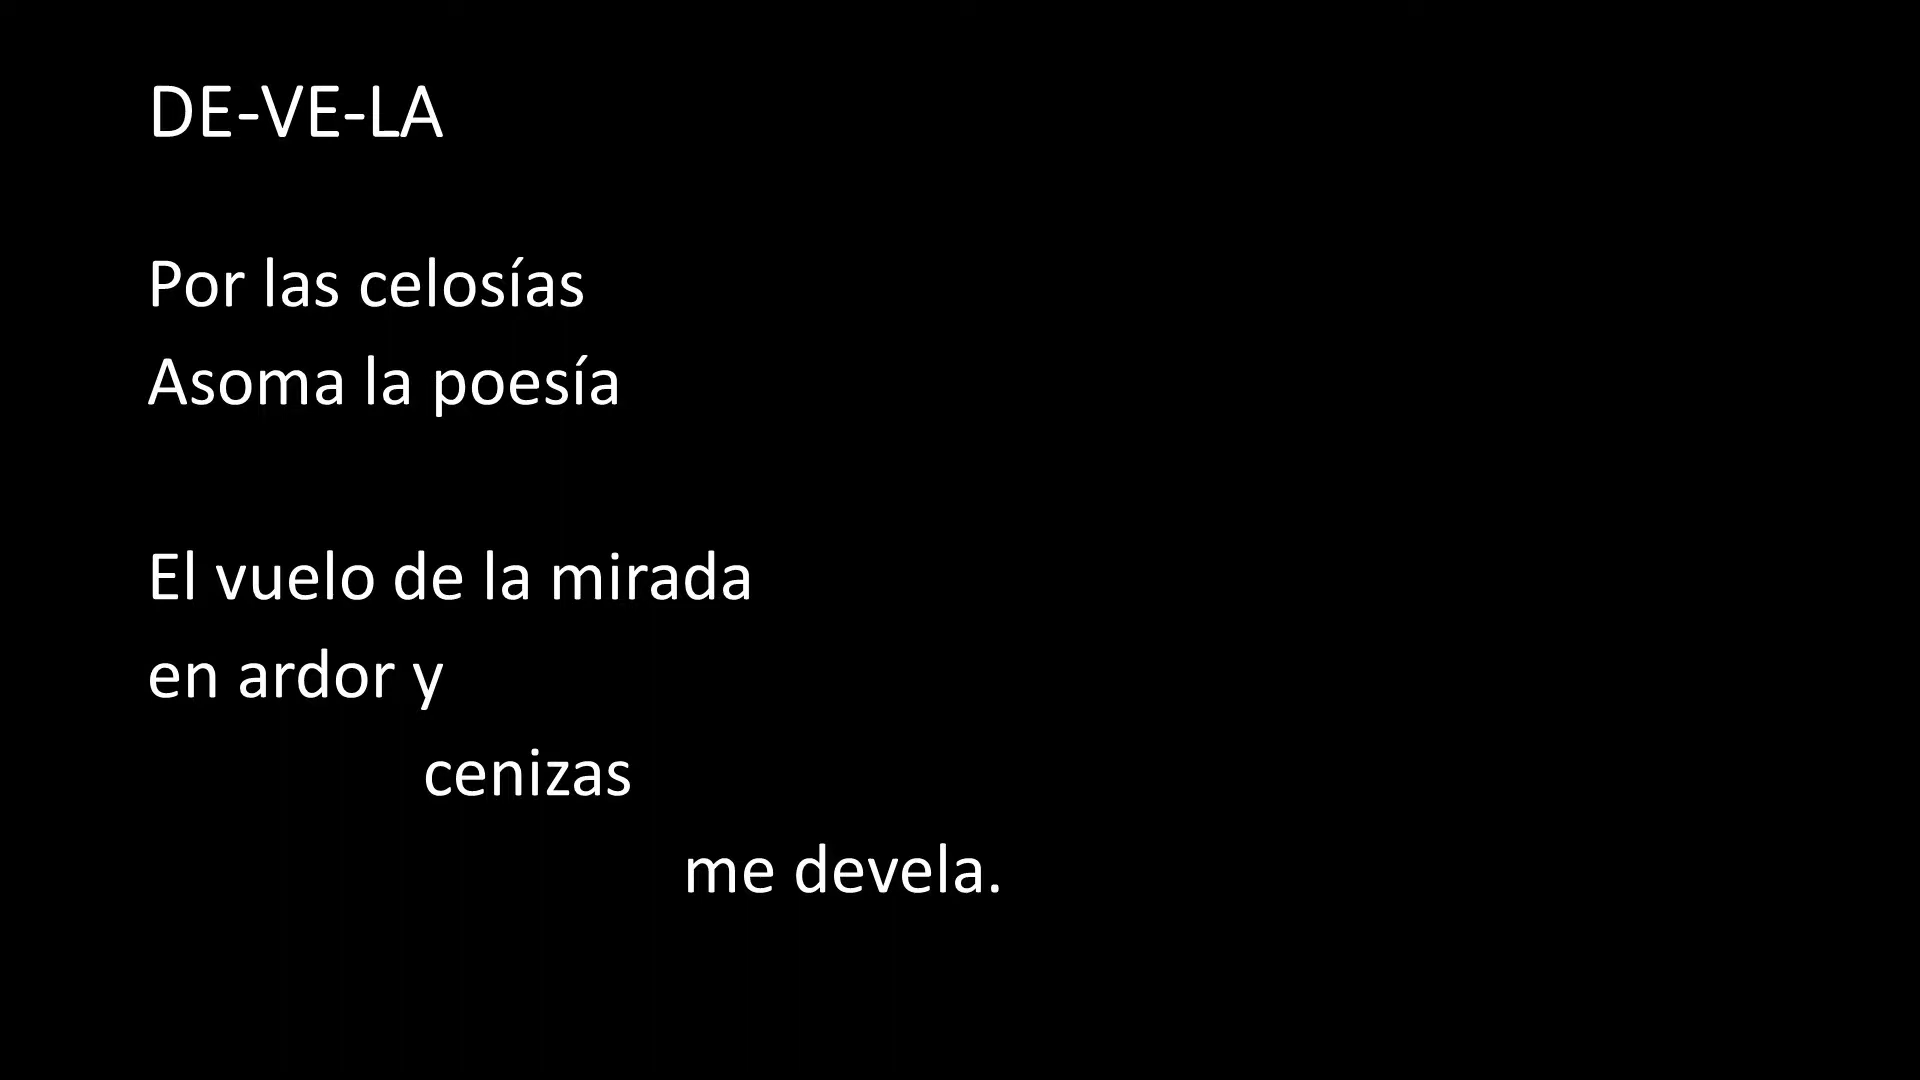 DE-VE-LA
Por las celosías
Asoma la poesía
El vuelo de la mirada
en ardor y
cenizas
me devela.